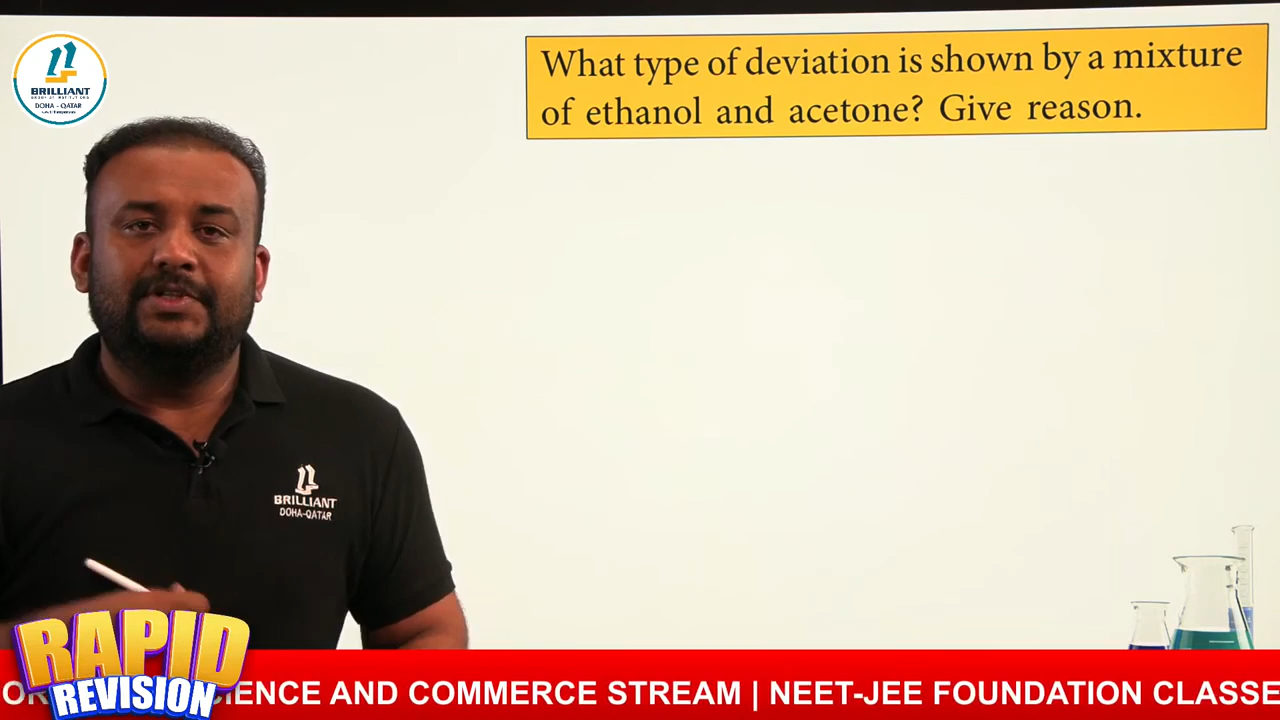 BRILLIANT
DOHA - QATAR
What type of deviation is shown by a mixture
of ethanol and acetone? Give reason.
BRILLIANT
DOHA-QATAR
RAPID
REVISION
IENCE AND COMMERCE STREAM | NEET-JEE FOUNDATION CLASSE